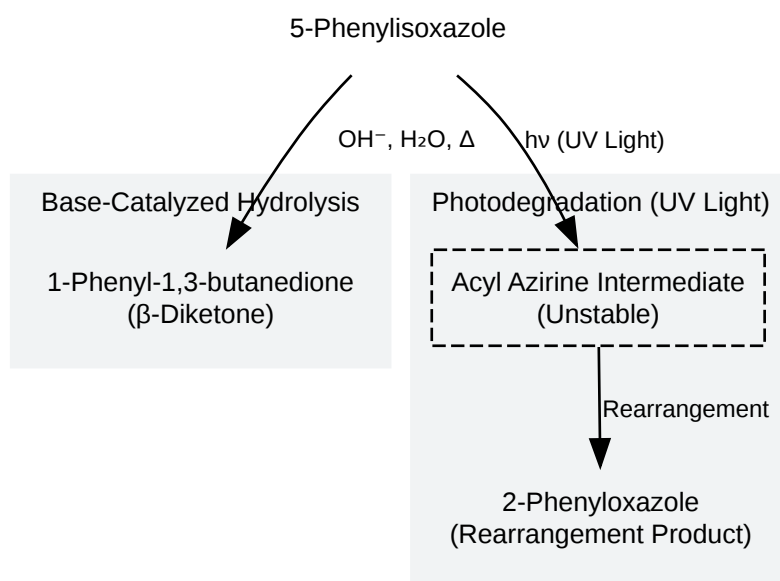 5-Phenylisoxazole
OH⁻, H₂O, Δ
hν (UV Light)
Base-Catalyzed Hydrolysis
1-Phenyl-1,3-butanedione
(β-Diketone)
Photodegradation (UV Light)
Acyl Azirine Intermediate
(Unstable)
Rearrangement
2-Phenyloxazole
(Rearrangement Product)